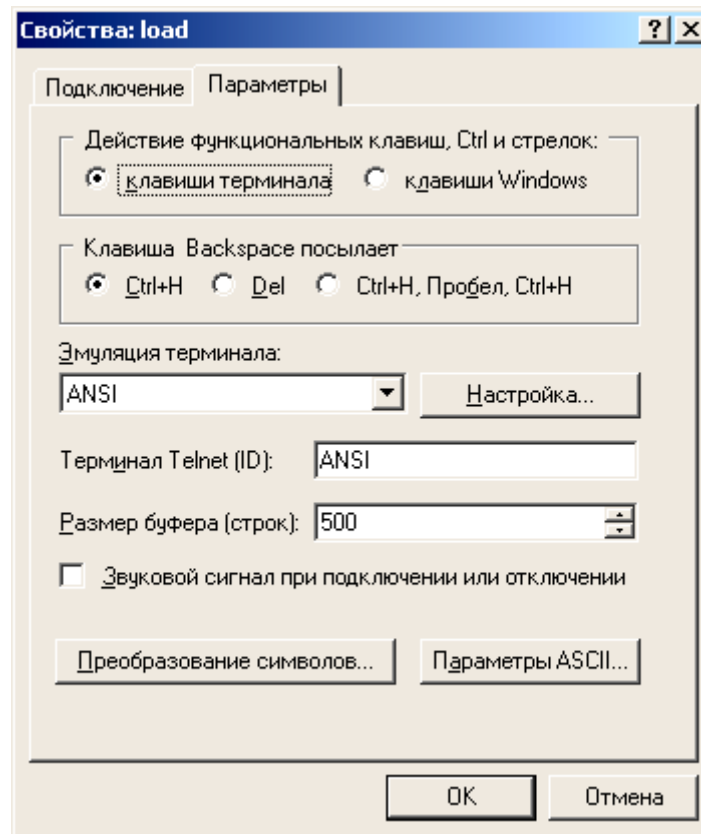 Свойства: load
Подключение Параметры
Действие функциональных клавиш, Ctrl и стрелок:
клавиши терминала клавиши Windows
Клавиша Backspace посылает
Ctrl+H Del Ctrl+H, Пробел, Ctrl+H
Эмуляция терминала:
ANSI Настройка...
Терминал Telnet (ID): ANSI
Размер буфера (строк): 500
Звуковой сигнал при подключении или отключении
Преобразование символов... Параметры ASCII...
OK Отмена